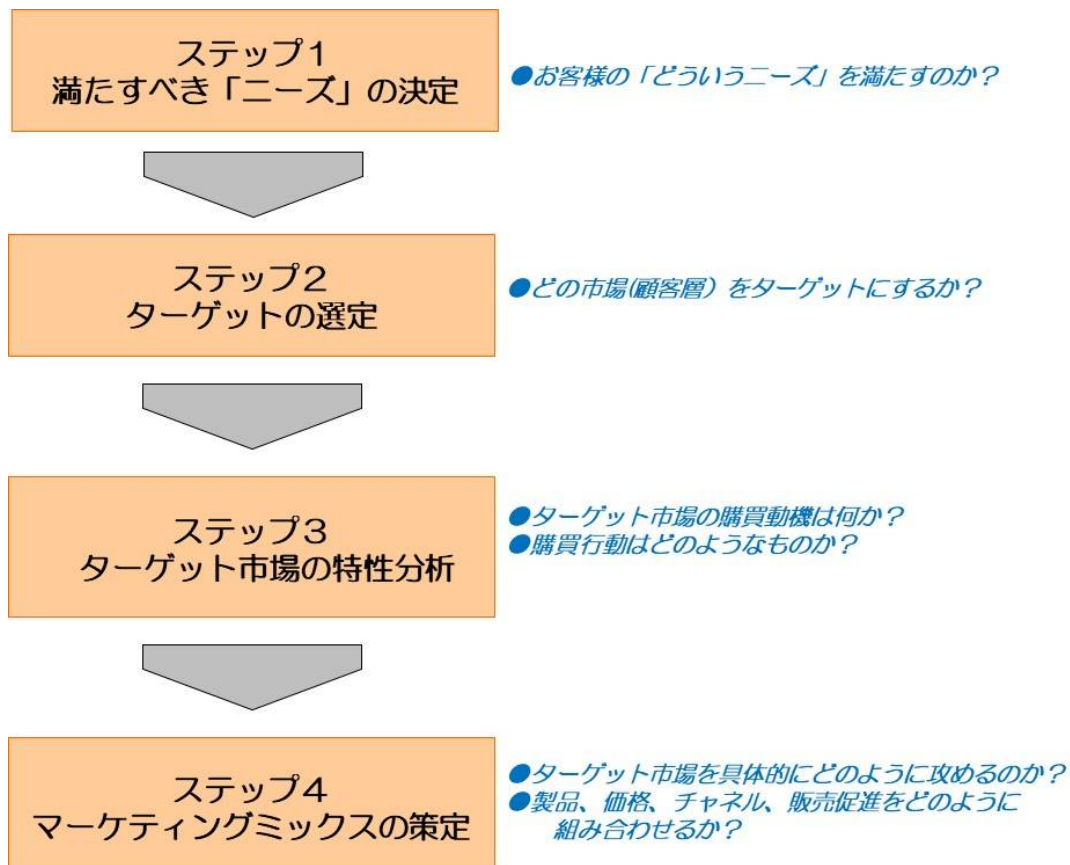 ステップ1
満たすべき「ニーズ」の決定
●お客様の「どういうニーズ」を満たすのか？
ステップ2
ターゲットの選定
●どの市場(顧客層）をターゲットにするか？
ステップ3
ターゲット市場の特性分析
●ターゲット市場の購買動機は何か？
●購買行動はどのようなものか？
ステップ4
マーケティングミックスの策定
●ターゲット市場を具体的にどのように攻めるのか？
●製品、価格、チャネル、販売促進をどのように
組み合わせるか？